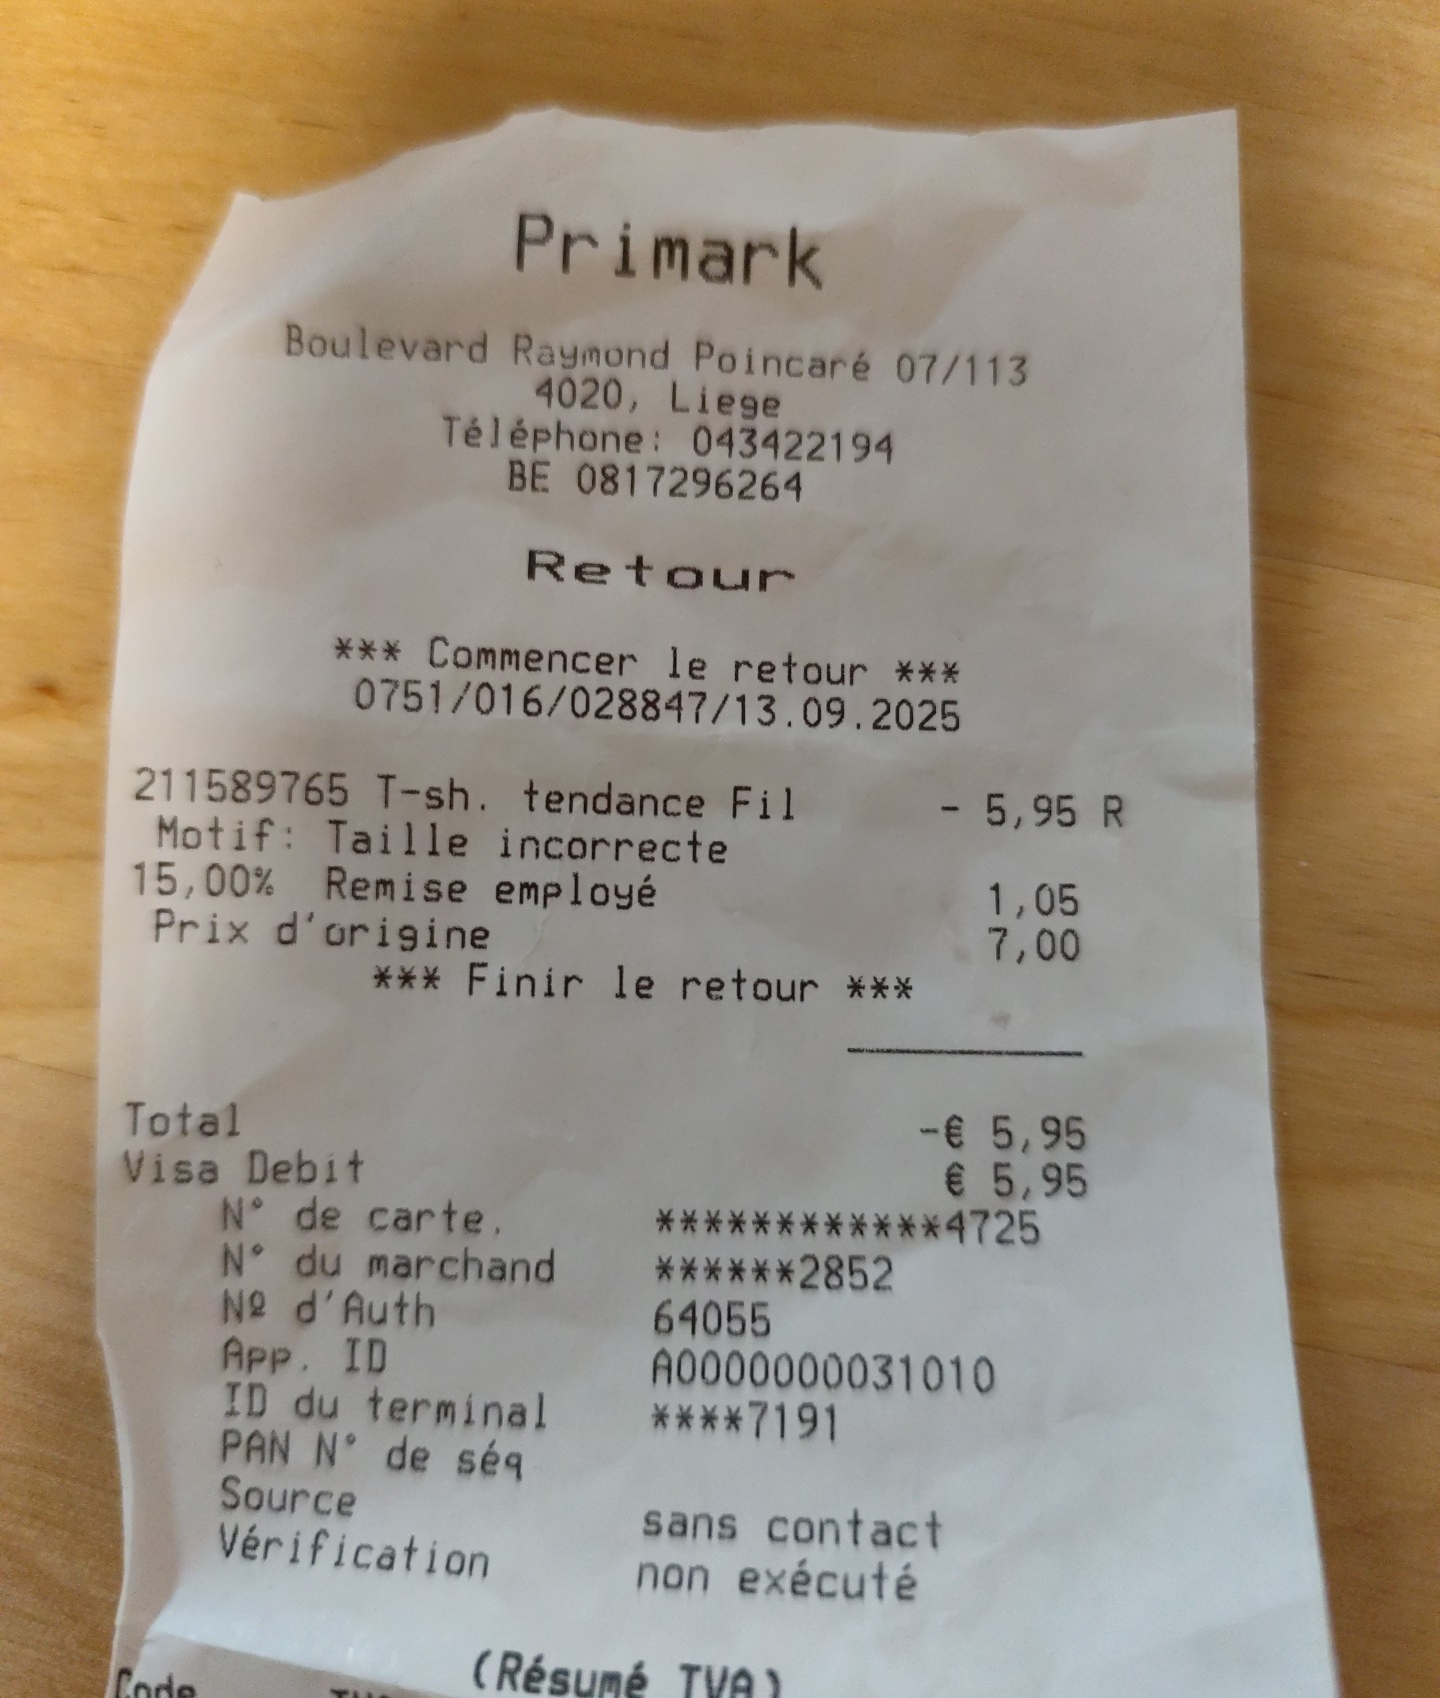 Primark
Boulevard Raymond Poincaré 07/113
4020, Liege
Téléphone: 043422194
BE 0817296264
Retour
*** Commencer le retour ***
0751/016/028847/13.09.2025
211589765 T-sh. tendance Fil - 5,95 R
Motif: Taille incorrecte
15,00% Remise employé 1,05
Prix d'origine 7,00
*** Finir le retour ***
Total -€ 5,95
Visa Debit € 5,95
N° de carte. ************4725
N° du marchand ******2852
Nº d'Auth 64055
App. ID A0000000031010
ID du terminal ****7191
PAN N° de séq
Source sans contact
Vérification non exécuté
(Résumé TVA)
Code